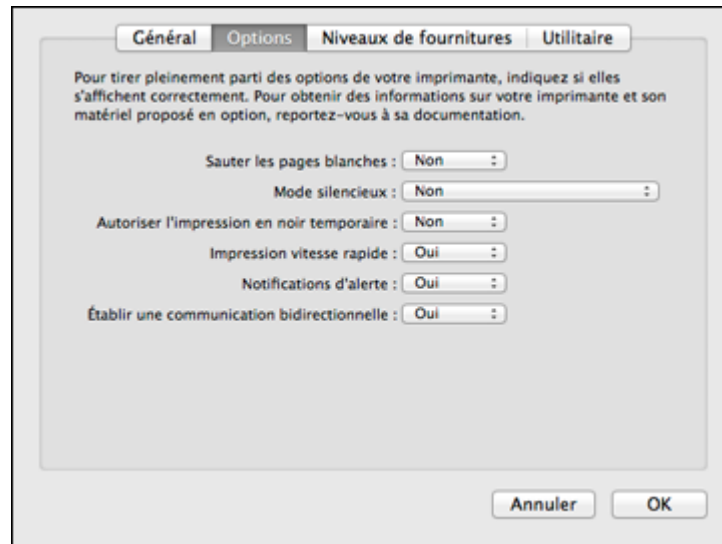 Général Options Niveaux de fournitures Utilitaire
Pour tirer pleinement parti des options de votre imprimante, indiquez si elles
s'affichent correctement. Pour obtenir des informations sur votre imprimante et son
matériel proposé en option, reportez-vous à sa documentation.
Sauter les pages blanches : Non
Mode silencieux : Non
Autoriser l'impression en noir temporaire : Non
Impression vitesse rapide : Oui
Notifications d'alerte : Oui
Établir une communication bidirectionnelle : Oui
Annuler OK